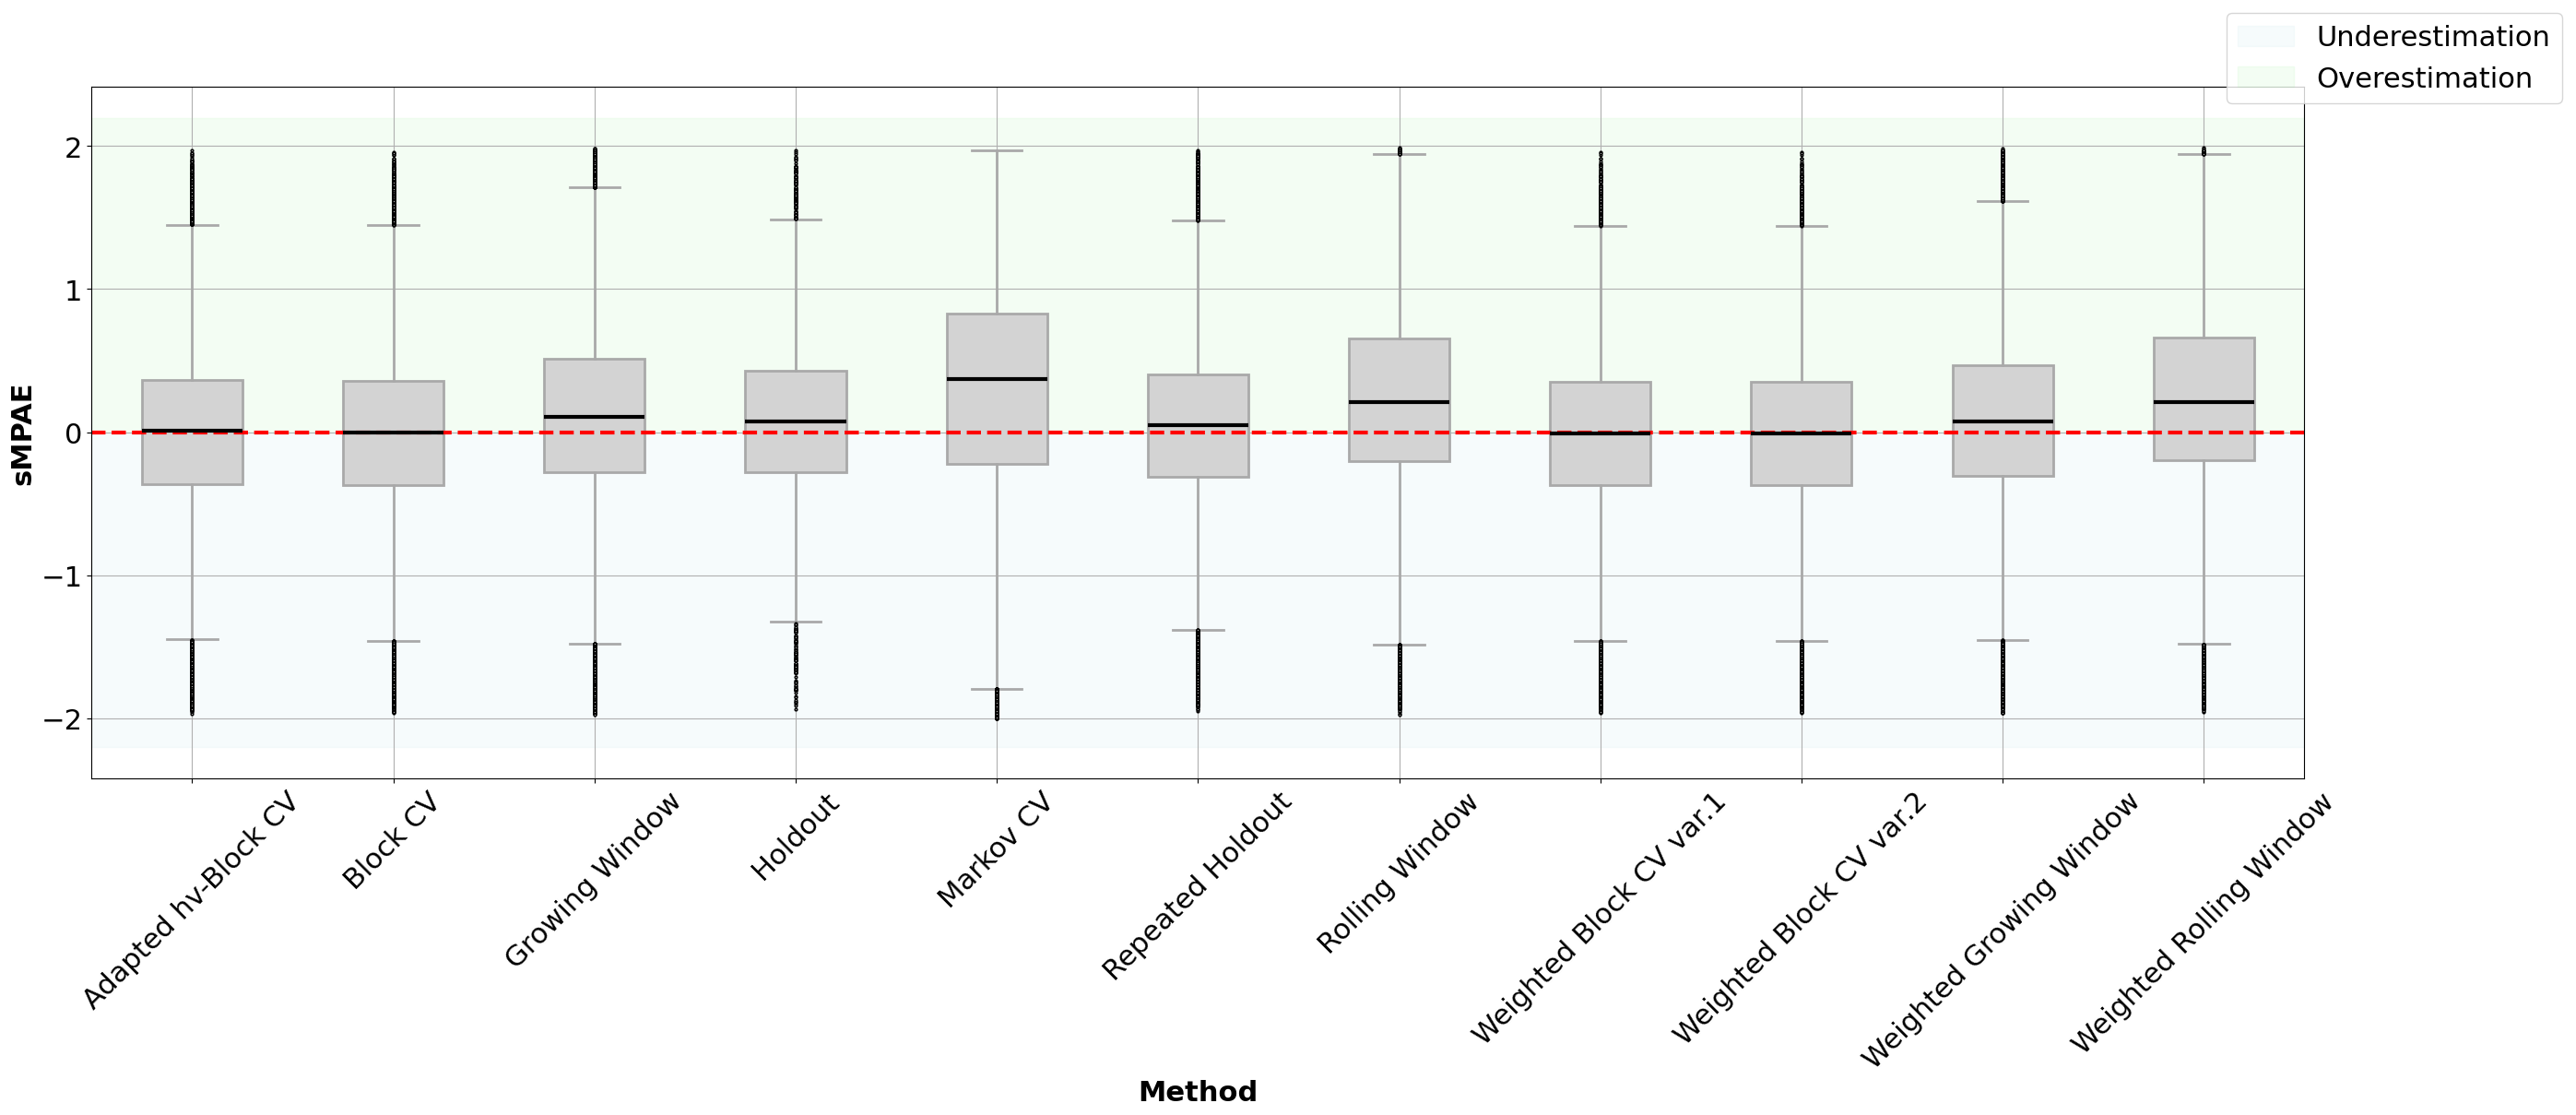 Underestimation
Overestimation
sMPAE
2
1
0
−1
−2
Adapted hv-Block CV
Block CV
Growing Window
Holdout
Markov CV
Repeated Holdout
Rolling Window
Weighted Block CV var.1
Weighted Block CV var.2
Weighted Growing Window
Weighted Rolling Window
Method